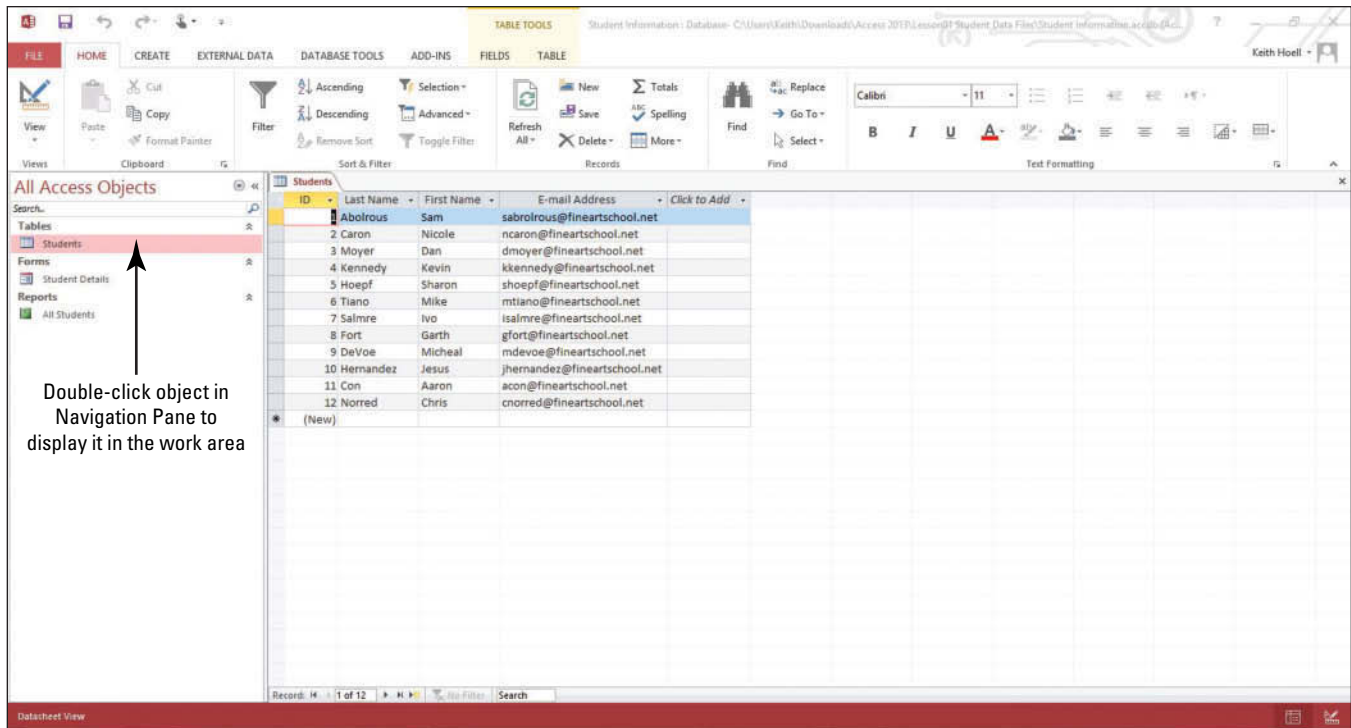 TABLE TOOLS
Student Information : Database- C:\Users\Keith\Downloads\Access 2013\Lesson01 Student Data Files\Student Information.accdb
?
FILE HOME CREATE EXTERNAL DATA DATABASE TOOLS ADD-INS FIELDS TABLE
Keith Hoell
View
Views
Paste
Cut
Copy
Format Painter
Clipboard
Filter
Ascending
Descending
Remove Sort
Selection
Advanced
Toggle Filter
Sort & Filter
Refresh
All
New
Save
Delete
Totals
Spelling
More
Records
Find
Replace
Go To
Select
Find
Calibri 11
B I U A
Text Formatting
All Access Objects
Search...
Tables
Students
Forms
Student Details
Reports
All Students
Double-click object in
Navigation Pane to
display it in the work area
Students
ID Last Name First Name E-mail Address Click to Add
1 Abolrous Sam sabrolrous@fineartschool.net
2 Caron Nicole ncaron@fineartschool.net
3 Moyer Dan dmoyer@fineartschool.net
4 Kennedy Kevin kkennedy@fineartschool.net
5 Hoepf Sharon shoepf@fineartschool.net
6 Tiano Mike mtiano@fineartschool.net
7 Salmre Ivo isalmre@fineartschool.net
8 Fort Garth gfort@fineartschool.net
9 DeVoe Micheal mdevoe@fineartschool.net
10 Hernandez Jesus jhernandez@fineartschool.net
11 Con Aaron acon@fineartschool.net
12 Norred Chris cnorred@fineartschool.net
(New)
Record: 1 of 12 No Filter Search
Datasheet View